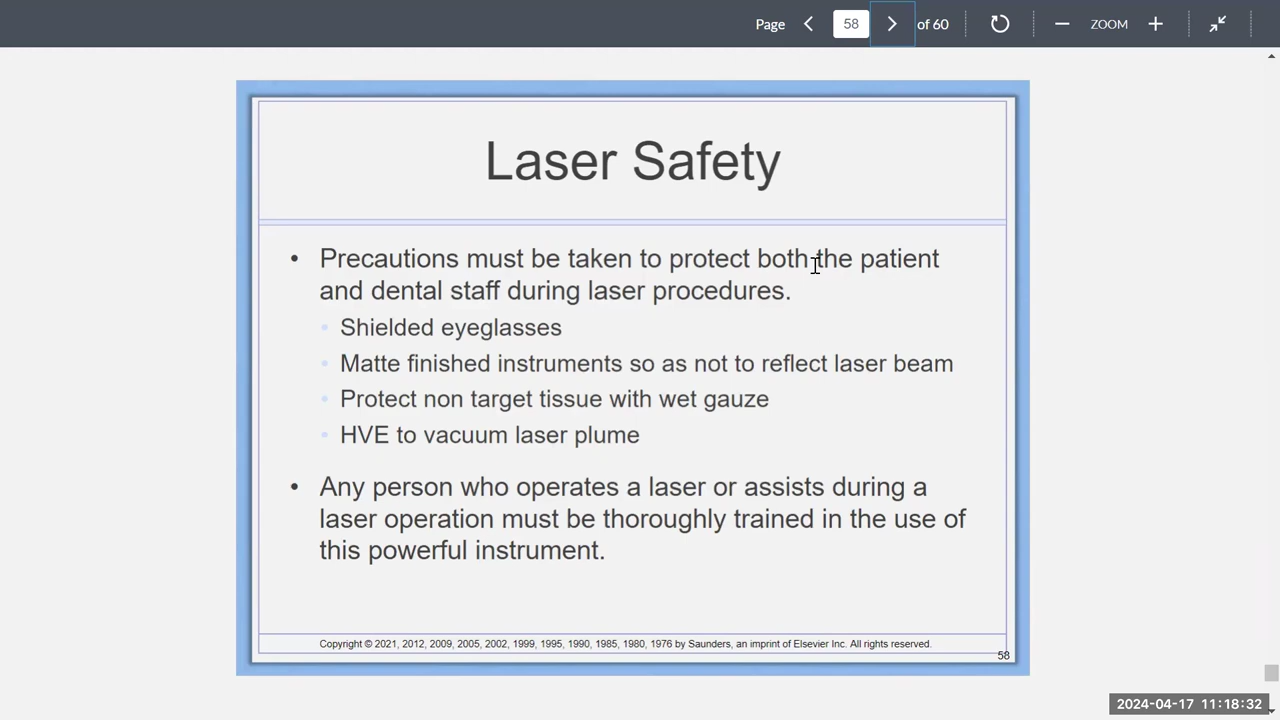 Page 58 of 60 ZOOM
Laser Safety
• Precautions must be taken to protect both the patient
and dental staff during laser procedures.
• Shielded eyeglasses
• Matte finished instruments so as not to reflect laser beam
• Protect non target tissue with wet gauze
• HVE to vacuum laser plume
• Any person who operates a laser or assists during a
laser operation must be thoroughly trained in the use of
this powerful instrument.
Copyright © 2021, 2012, 2009, 2005, 2002, 1999, 1995, 1990, 1985, 1980, 1976 by Saunders, an imprint of Elsevier Inc. All rights reserved.
58
2024-04-17 11:18:32